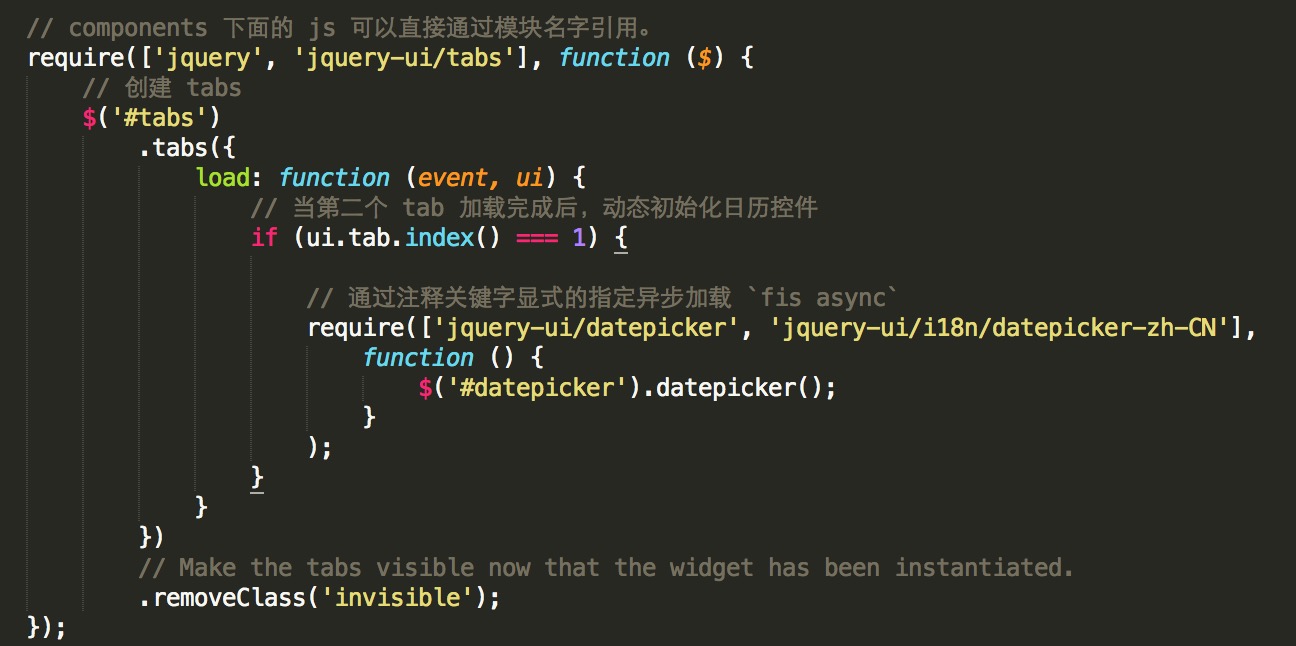 // components 下面的 js 可以直接通过模块名字引用。
require(['jquery', 'jquery-ui/tabs'], function ($) {
// 创建 tabs
$('#tabs')
.tabs({
load: function (event, ui) {
// 当第二个 tab 加载完成后，动态初始化日历控件
if (ui.tab.index() === 1) {
// 通过注释关键字显式的指定异步加载 `fis async`
require(['jquery-ui/datepicker', 'jquery-ui/i18n/datepicker-zh-CN'],
function () {
$('#datepicker').datepicker();
}
);
}
}
})
// Make the tabs visible now that the widget has been instantiated.
.removeClass('invisible');
});